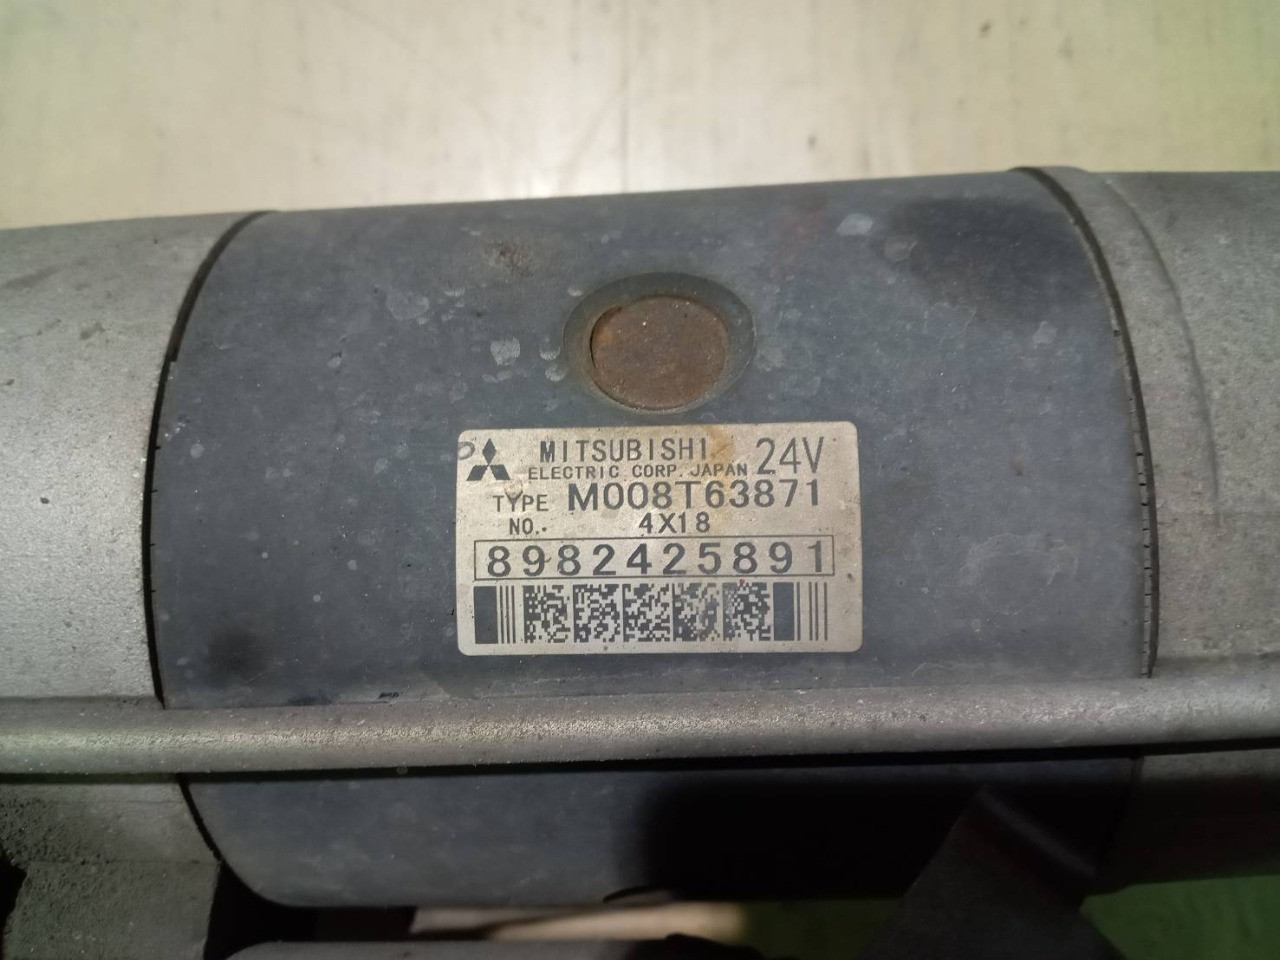 MITSUBISHI 24V
ELECTRIC CORP. JAPAN
TYPE M008T63871
NO. 4X18
8982425891